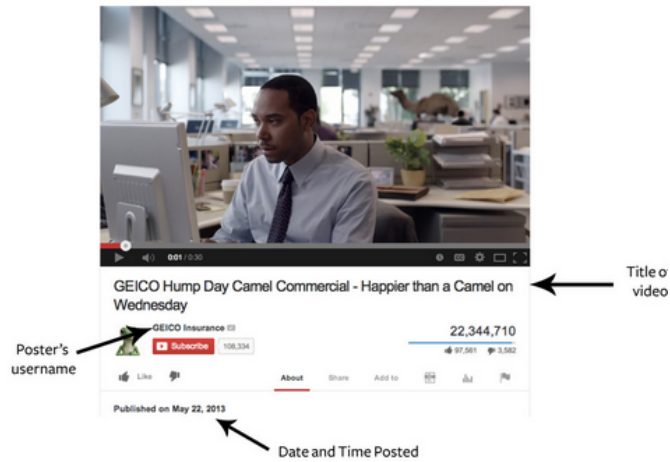 0:01 / 0:30
GEICO Hump Day Camel Commercial - Happier than a Camel on
Wednesday
Title of
video
GEICO Insurance
Subscribe 108,334
22,344,710
97,561 3,582
Poster's
username
Like About Share Add to
Published on May 22, 2013
Date and Time Posted